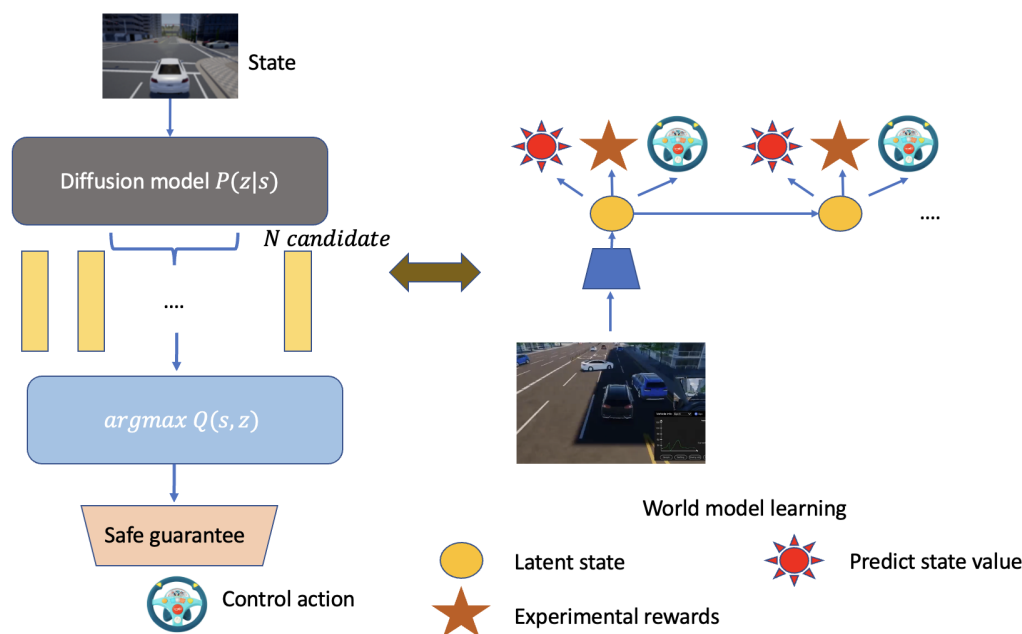 State
Diffusion model P(z|s)
N candidate
....
....
argmax Q(s, z)
Safe guarantee
Control action
World model learning
Latent state
Predict state value
Experimental rewards